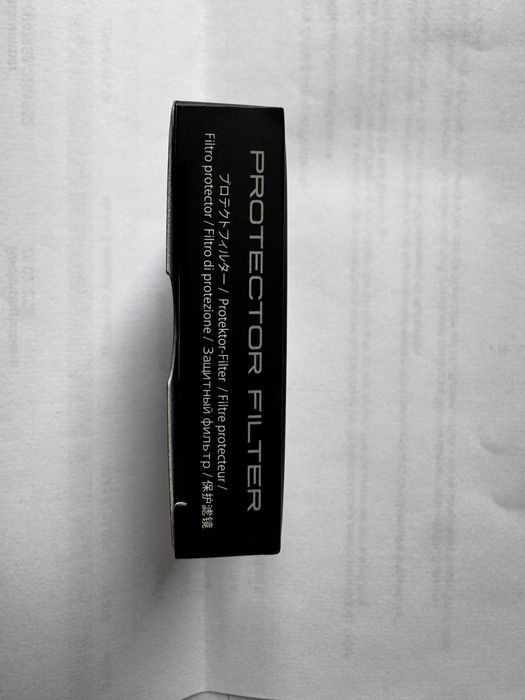 PROTECTOR FILTER
プロテクトフィルター / Protektor-Filter / Filtre protecteur /
Filtro protector / Filtro di protezione / Защитный фильтр / 保护滤镜